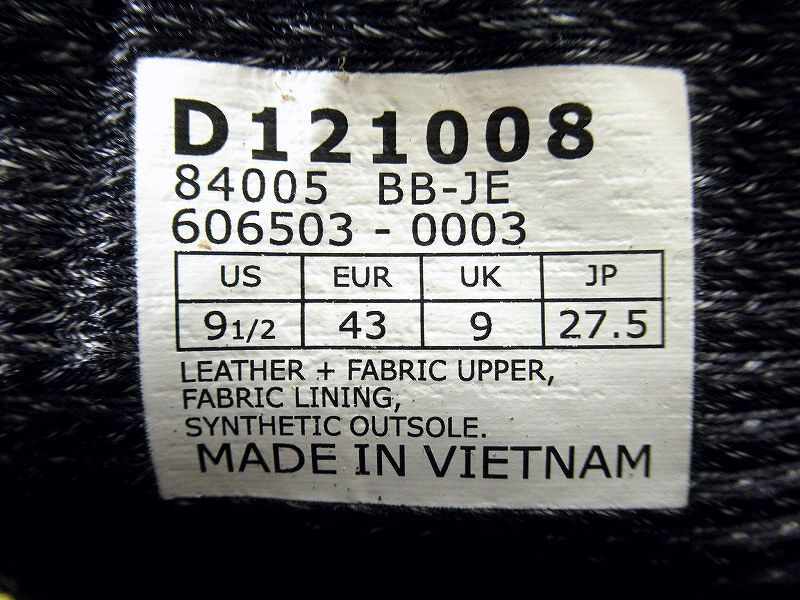 D121008
84005 BB-JE
606503 - 0003
US EUR UK JP
9 1/2 43 9 27.5
LEATHER + FABRIC UPPER,
FABRIC LINING,
SYNTHETIC OUTSOLE.
MADE IN VIETNAM